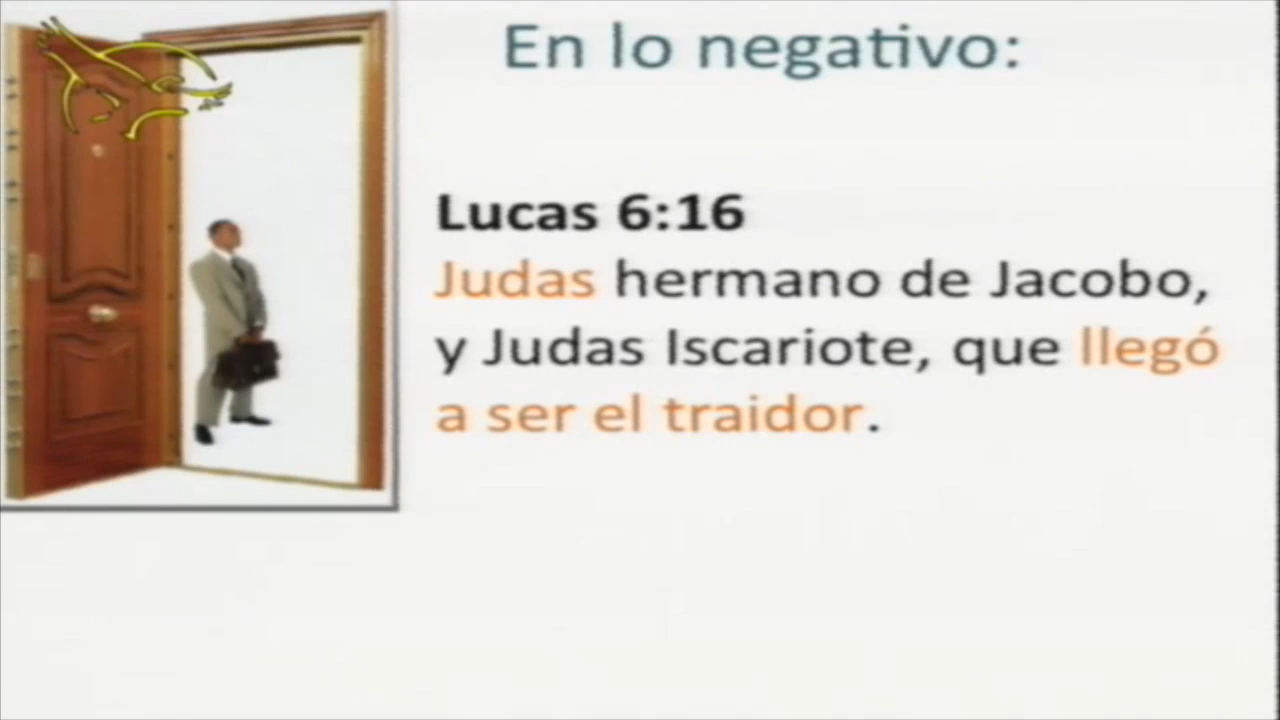 En lo negativo:
Lucas 6:16
Judas hermano de Jacobo,
y Judas Iscariote, que llegó
a ser el traidor.